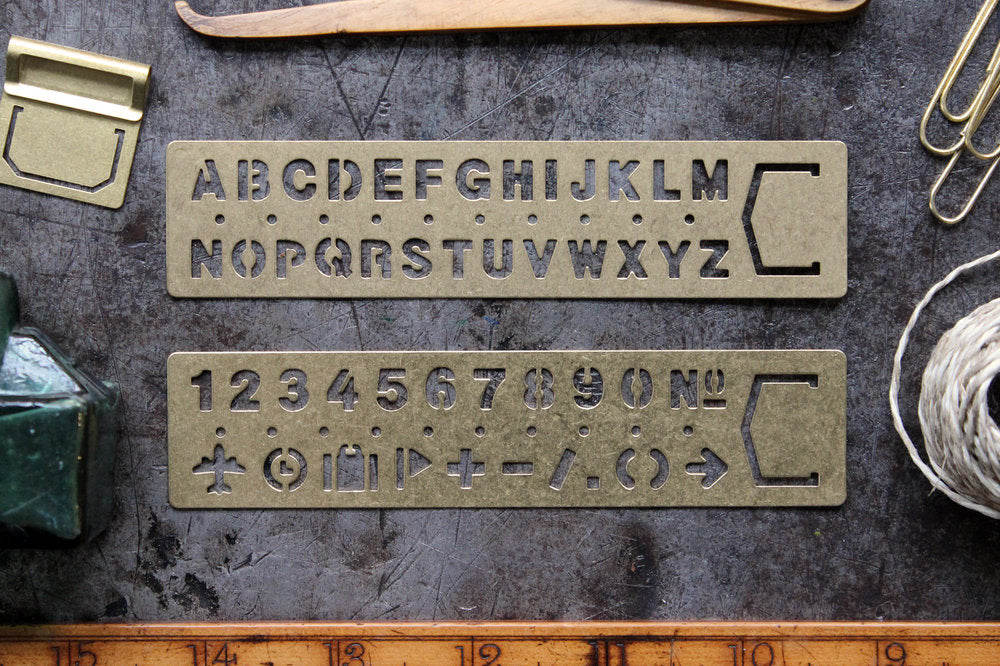 ABCDEFGHIJKLM
NOPQRSTUVWXYZ
1234567890№
+-/.()→
15 14 13 12 11 10 9